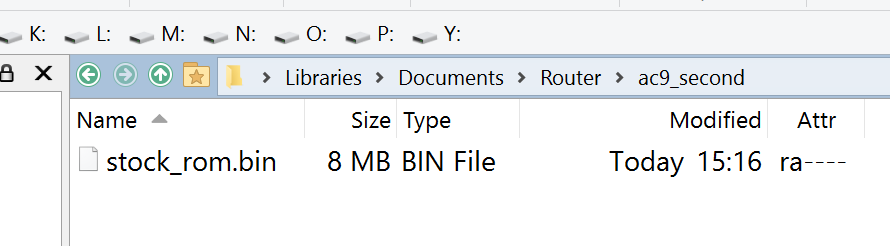 K: L: M: N: O: P: Y:
Libraries Documents Router ac9_second
Name Size Type Modified Attr
stock_rom.bin 8 MB BIN File Today 15:16 ra----